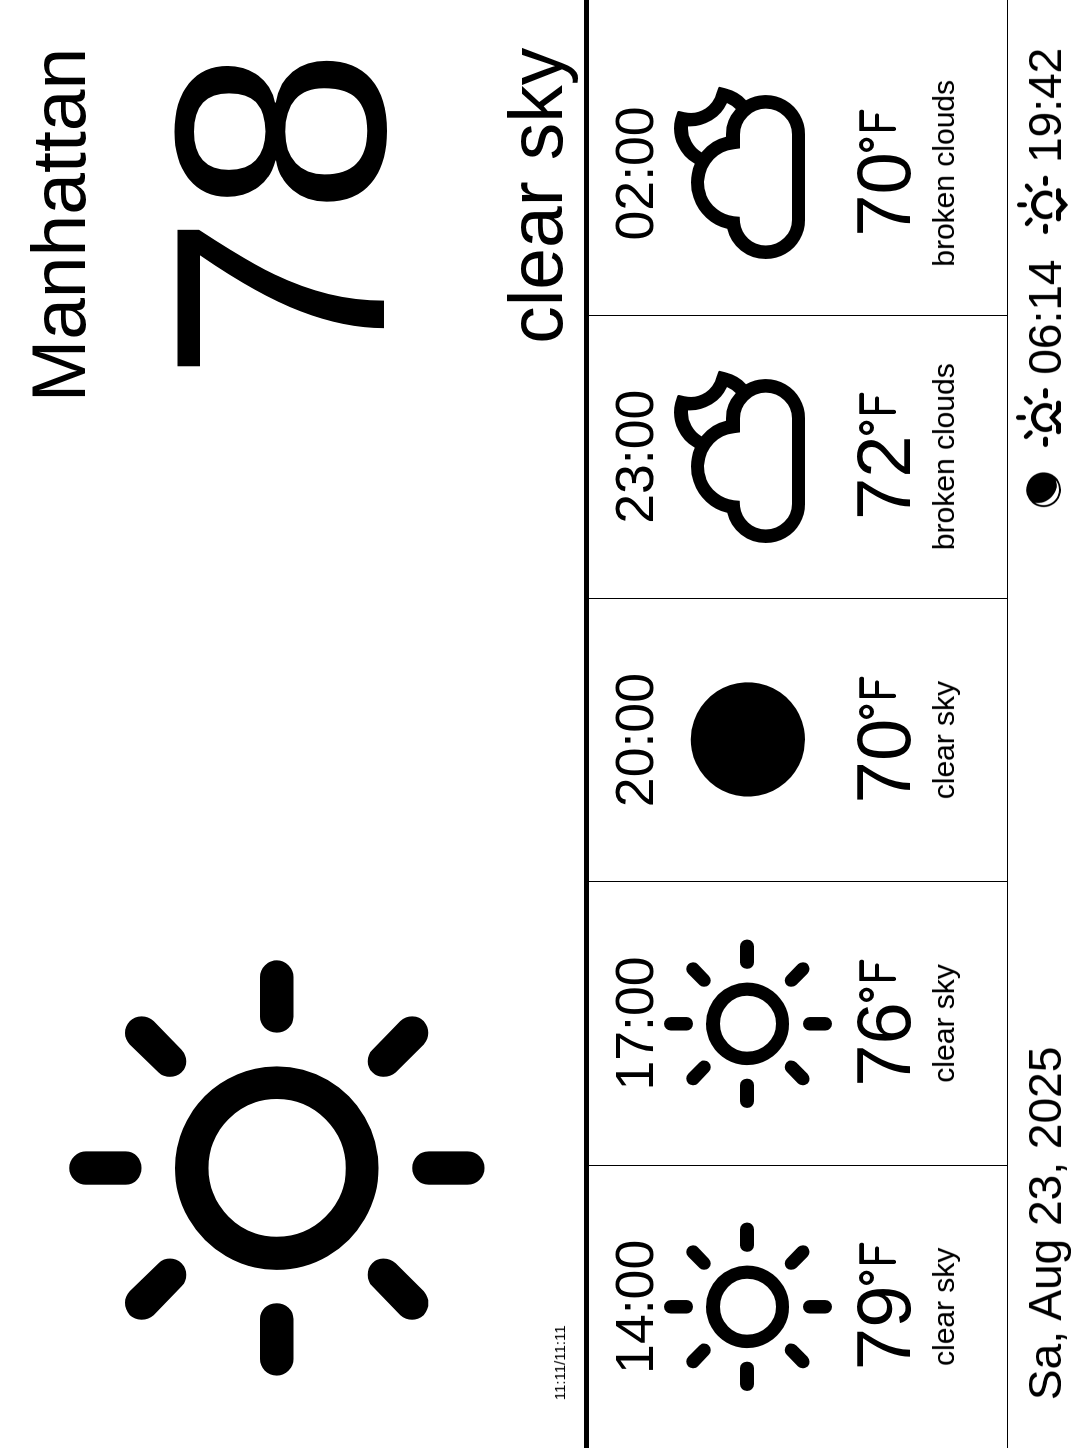 Manhattan
78
clear sky
11:11/11:11
14:00 17:00 20:00 23:00 02:00
79°F 76°F 70°F 72°F 70°F
clear sky clear sky clear sky broken clouds broken clouds
Sa, Aug 23, 2025 06:14 19:42